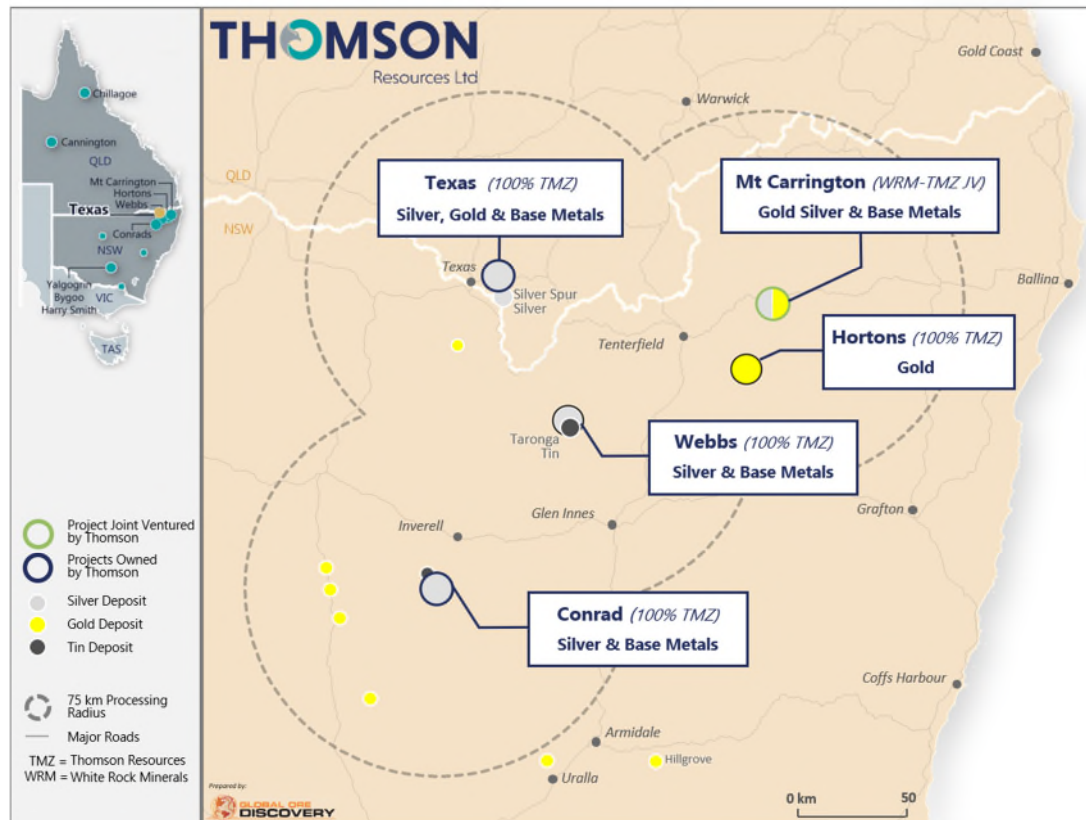 THOMSON
Resources Ltd
Chillagoe
Cannington
QLD
Mt Carrington
Hortons
Webbs
Texas
Conrads
NSW
Yalgogrin
Bygoo
Harry Smith
VIC
TAS
Project Joint Ventured
by Thomson
Projects Owned
by Thomson
Silver Deposit
Gold Deposit
Tin Deposit
75 km Processing
Radius
Major Roads
TMZ = Thomson Resources
WRM = White Rock Minerals
Gold Coast
Warwick
QLD
NSW
Texas (100% TMZ)
Silver, Gold & Base Metals
Mt Carrington (WRM-TMZ JV)
Gold Silver & Base Metals
Texas
Silver Spur
Silver
Ballina
Tenterfield
Hortons (100% TMZ)
Gold
Taronga
Tin
Webbs (100% TMZ)
Silver & Base Metals
Grafton
Glen Innes
Inverell
Conrad (100% TMZ)
Silver & Base Metals
Coffs Harbour
Armidale
Hillgrove
Uralla
Prepared by:
GLOBAL ORE
DISCOVERY
0 km 50